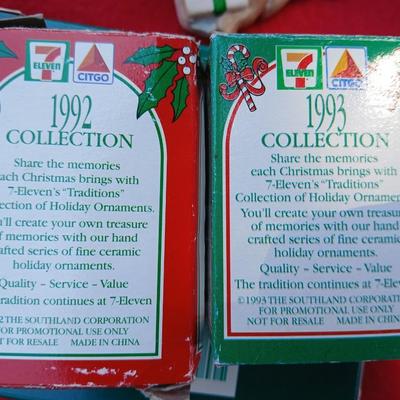 7
ELEVEN
CITGO
1992
COLLECTION
Share the memories
each Christmas brings with
7-Eleven's "Traditions"
lection of Holiday Ornaments.
'll create your own treasure
of memories with our hand
crafted series of fine ceramic
holiday ornaments.
Quality – Service – Value
tradition continues at 7-Eleven
2 THE SOUTHLAND CORPORATION
FOR PROMOTIONAL USE ONLY
NOT FOR RESALE MADE IN CHINA
7
ELEVEN
CITGO
1993
COLLECTION
Share the memories
each Christmas brings with
7-Eleven's "Traditions"
Collection of Holiday Ornamen
You'll create your own treasure
of memories with our hand
crafted series of fine ceramic
holiday ornaments.
Quality – Service – Value
The tradition continues at 7-Eleven
©1993 THE SOUTHLAND CORPORATION
FOR PROMOTIONAL USE ONLY
NOT FOR RESALE MADE IN CHINA